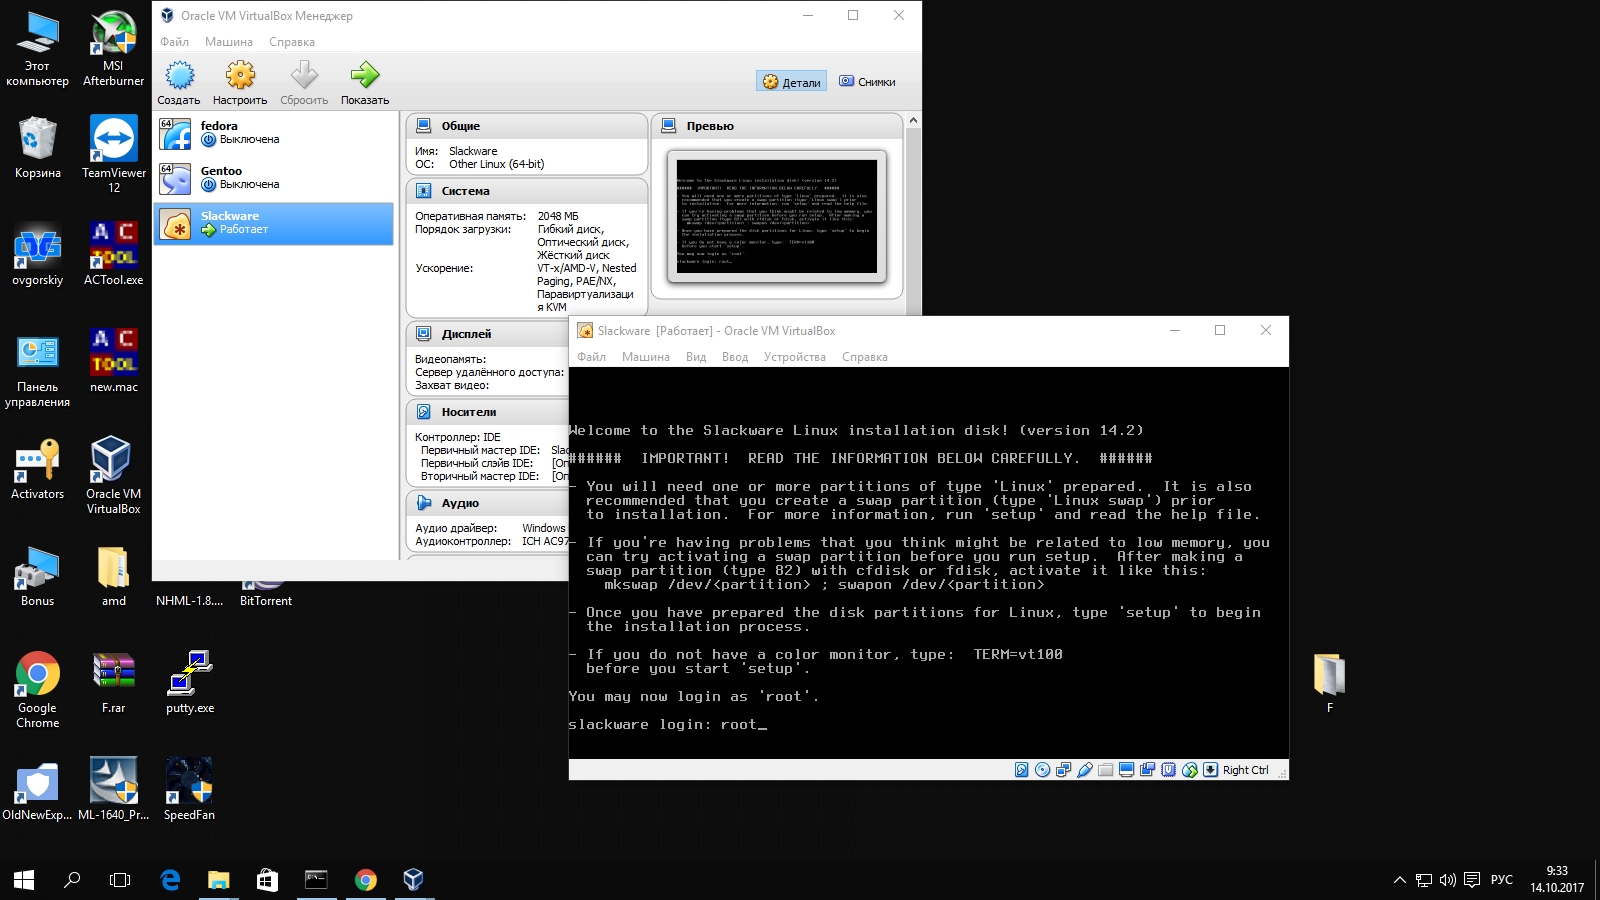 Этот
компьютер
MSI
Afterburner
Корзина
TeamViewer
12
ovgorskiy
ACTool.exe
Панель
управления
new.mac
Activators
Oracle VM
VirtualBox
Bonus
amd
NHML-1.8....
BitTorrent
Google
Chrome
F.rar
putty.exe
OldNewExp...
ML-1640_Pr...
SpeedFan
F
Oracle VM VirtualBox Менеджер
Файл Машина Справка
Создать Настроить Сбросить Показать
Детали Снимки
64 fedora
Выключена
64 Gentoo
Выключена
Slackware
Работает
Общие
Имя: Slackware
ОС: Other Linux (64-bit)
Система
Оперативная память: 2048 МБ
Порядок загрузки: Гибкий диск,
Оптический диск,
Жёсткий диск
Ускорение: VT-x/AMD-V, Nested
Paging, PAE/NX,
Паравиртуализаци
я KVM
Дисплей
Видеопамять:
Сервер удалённого доступа:
Захват видео:
Носители
Контроллер: IDE
Первичный мастер IDE: Slac
Первичный слэйв IDE: [Оп
Вторичный мастер IDE: [Оп
Аудио
Аудио драйвер: Windows
Аудиоконтроллер: ICH AC97
Превью
Slackware [Работает] - Oracle VM VirtualBox
Файл Машина Вид Ввод Устройства Справка
Welcome to the Slackware Linux installation disk! (version 14.2)
###### IMPORTANT! READ THE INFORMATION BELOW CAREFULLY. ######
- You will need one or more partitions of type 'Linux' prepared. It is also
recommended that you create a swap partition (type 'Linux swap') prior
to installation. For more information, run 'setup' and read the help file.
- If you're having problems that you think might be related to low memory, you
can try activating a swap partition before you run setup. After making a
swap partition (type 82) with cfdisk or fdisk, activate it like this:
mkswap /dev/<partition> ; swapon /dev/<partition>
- Once you have prepared the disk partitions for Linux, type 'setup' to begin
the installation process.
- If you do not have a color monitor, type: TERM=vt100
before you start 'setup'.
You may now login as 'root'.
slackware login: root_
Right Ctrl
РУС
9:33
14.10.2017